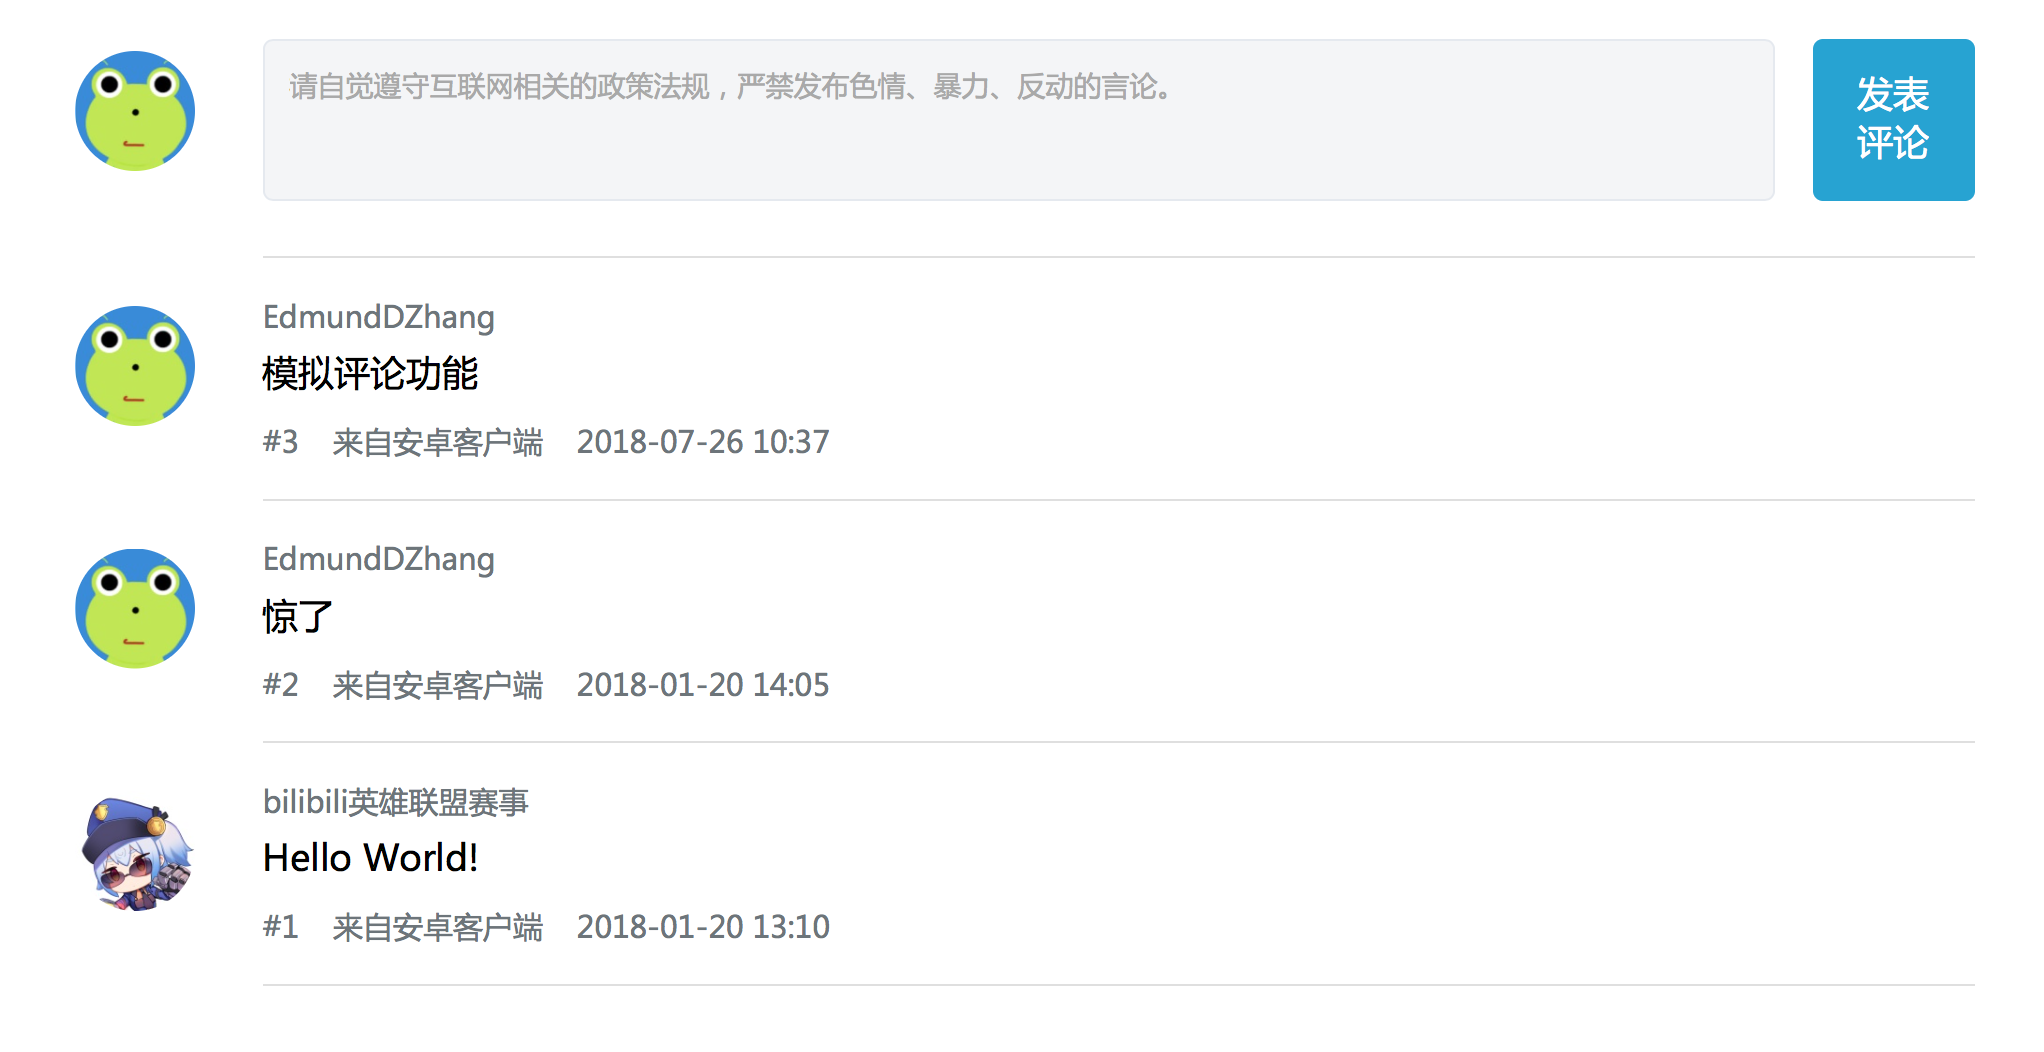 请自觉遵守互联网相关的政策法规，严禁发布色情、暴力、反动的言论。
发表
评论
EdmundDZhang
模拟评论功能
#3 来自安卓客户端 2018-07-26 10:37
EdmundDZhang
惊了
#2 来自安卓客户端 2018-01-20 14:05
bilibili英雄联盟赛事
Hello World!
#1 来自安卓客户端 2018-01-20 13:10